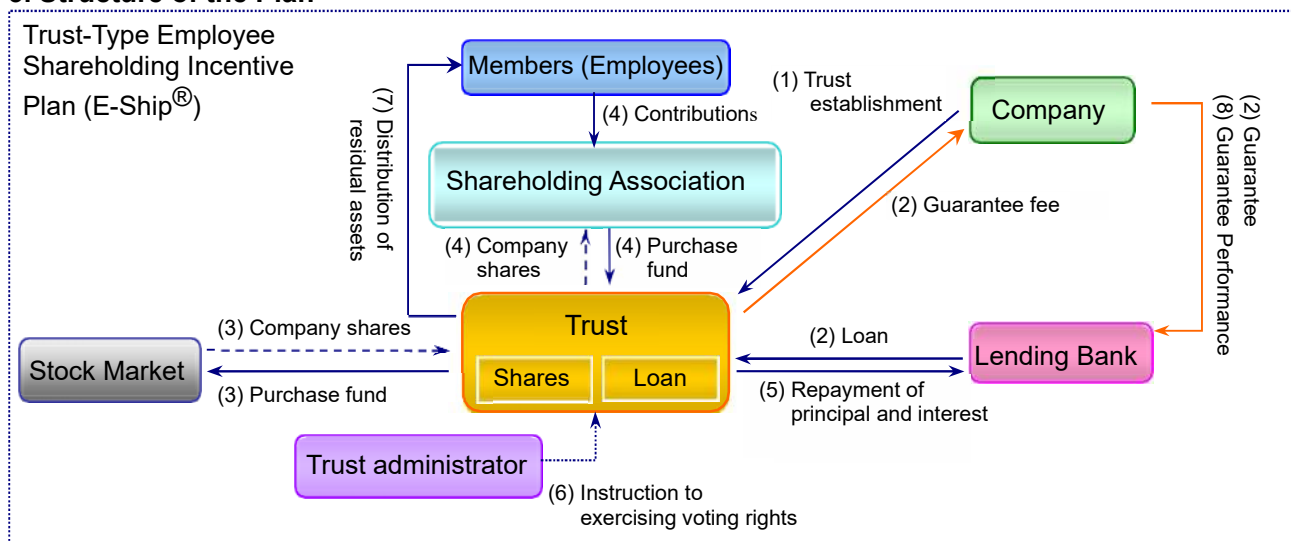 Trust-Type Employee
Shareholding Incentive
Plan (E-Ship®)
Members (Employees)
(1) Trust
establishment
Company
(2) Guarantee
(8) Guarantee Performance
(7) Distribution of
residual assets
(4) Contributions
Shareholding Association
(2) Guarantee fee
(4) Company
shares
(4) Purchase
fund
Trust
(3) Company shares
(2) Loan
Stock Market
Shares
Loan
Lending Bank
(3) Purchase fund
(5) Repayment of
principal and interest
Trust administrator
(6) Instruction to
exercising voting rights